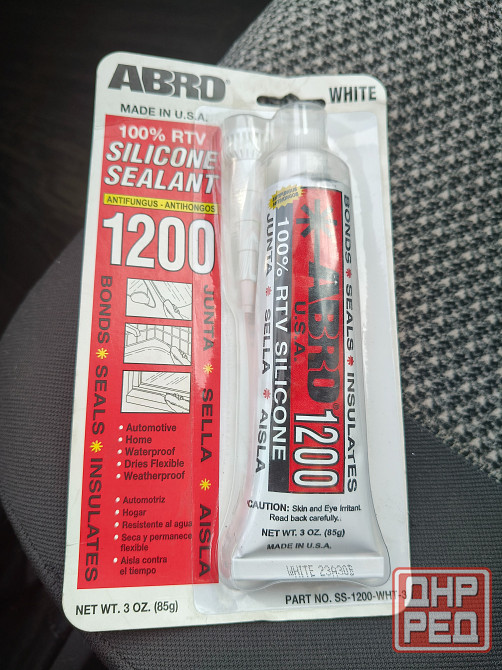 ABRO
MADE IN U.S.A.
WHITE
100% RTV
SILICONE
SEALANT
ANTIFUNGUS - ANTIHONGOS
1200
BONDS * SEALS * INSULATES
JUNTA * SELLA * AISLA
• Automotive
• Home
• Waterproof
• Dries Flexible
• Weatherproof
• Automotriz
• Hogar
• Resistente al agua
• Seca y permanece
flexible
• Aisla contra
el tiempo
NET WT. 3 OZ. (85g)
BONDS * SEALS * INSULATES
ABRO 1200
U.S.A.
100% RTV SILICONE
JUNTA * SELLA * AISLA
CAUTION: Skin and Eye Irritant.
Read back carefully.
NET WT. 3 OZ. (85g)
MADE IN U.S.A.
WHITE 23A30B
PART NO. SS-1200-WHT-3
ДНР
РЕД